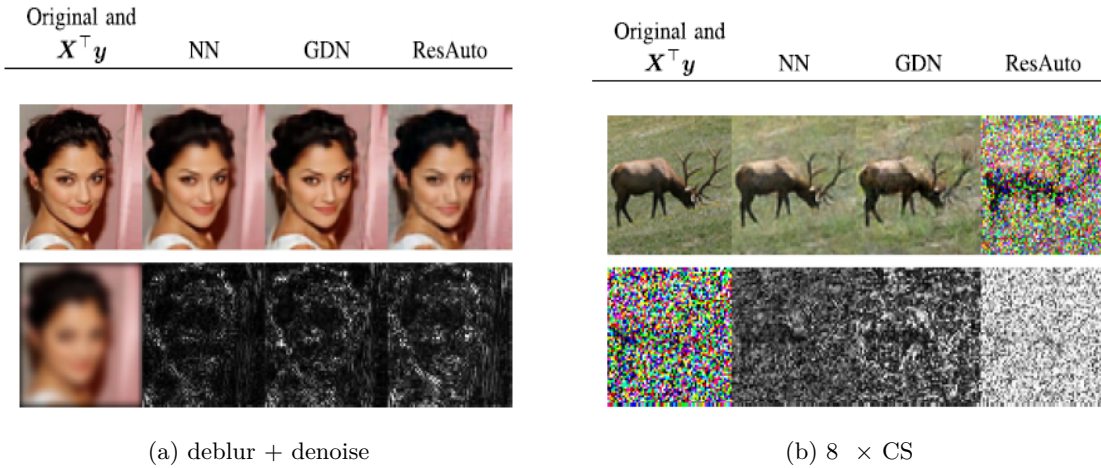 Original and
X⊤y NN GDN ResAuto
Original and
X⊤y NN GDN ResAuto
(a) deblur + denoise
(b) 8 × CS